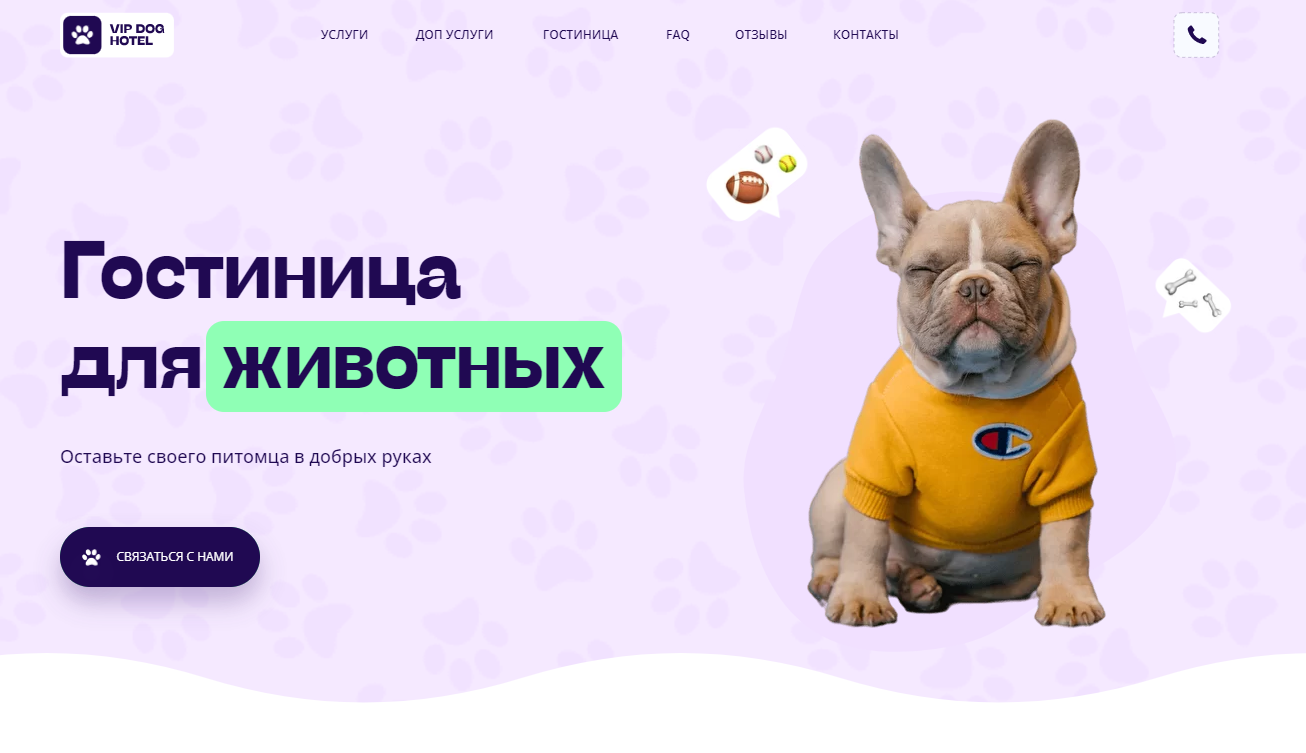 VIP DOG
HOTEL
УСЛУГИ
ДОП УСЛУГИ
ГОСТИНИЦА
FAQ
ОТЗЫВЫ
КОНТАКТЫ
Гостиница
для животных
Оставьте своего питомца в добрых руках
СВЯЗАТЬСЯ С НАМИ